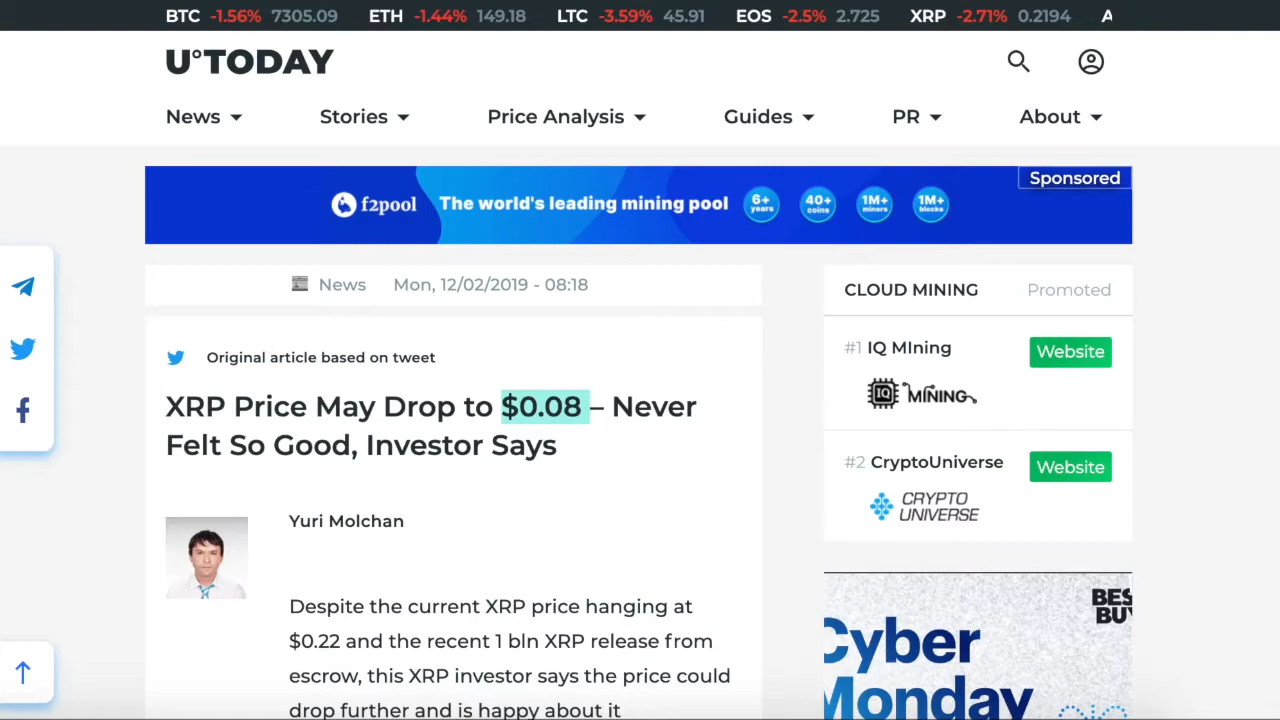 BTC -1.56% 7305.09 ETH -1.44% 149.18 LTC -3.59% 45.91 EOS -2.5% 2.725 XRP -2.71% 0.2194 A
U°TODAY
News Stories Price Analysis Guides PR About
Sponsored
f2pool The world's leading mining pool 6+ years 40+ coins 1M+ miners 1M+ blocks
News Mon, 12/02/2019 - 08:18
Original article based on tweet
XRP Price May Drop to $0.08 – Never
Felt So Good, Investor Says
Yuri Molchan
Despite the current XRP price hanging at
$0.22 and the recent 1 bln XRP release from
escrow, this XRP investor says the price could
drop further and is happy about it
CLOUD MINING Promoted
#1 IQ MIning Website
IQ MINING
#2 CryptoUniverse Website
CRYPTO
UNIVERSE
BES
BUY
Cyber
Monday